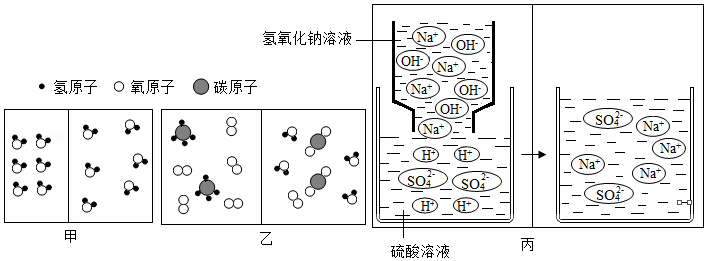 氢氧化钠溶液
Na⁺
OH⁻
OH⁻
Na⁺
Na⁺
OH⁻
OH⁻
Na⁺
H⁺ H⁺
SO₄²⁻ SO₄²⁻
H⁺ H⁺
硫酸溶液
SO₄²⁻
Na⁺
Na⁺
Na⁺
Na⁺
SO₄²⁻
丙
氢原子 氧原子 碳原子
甲
乙